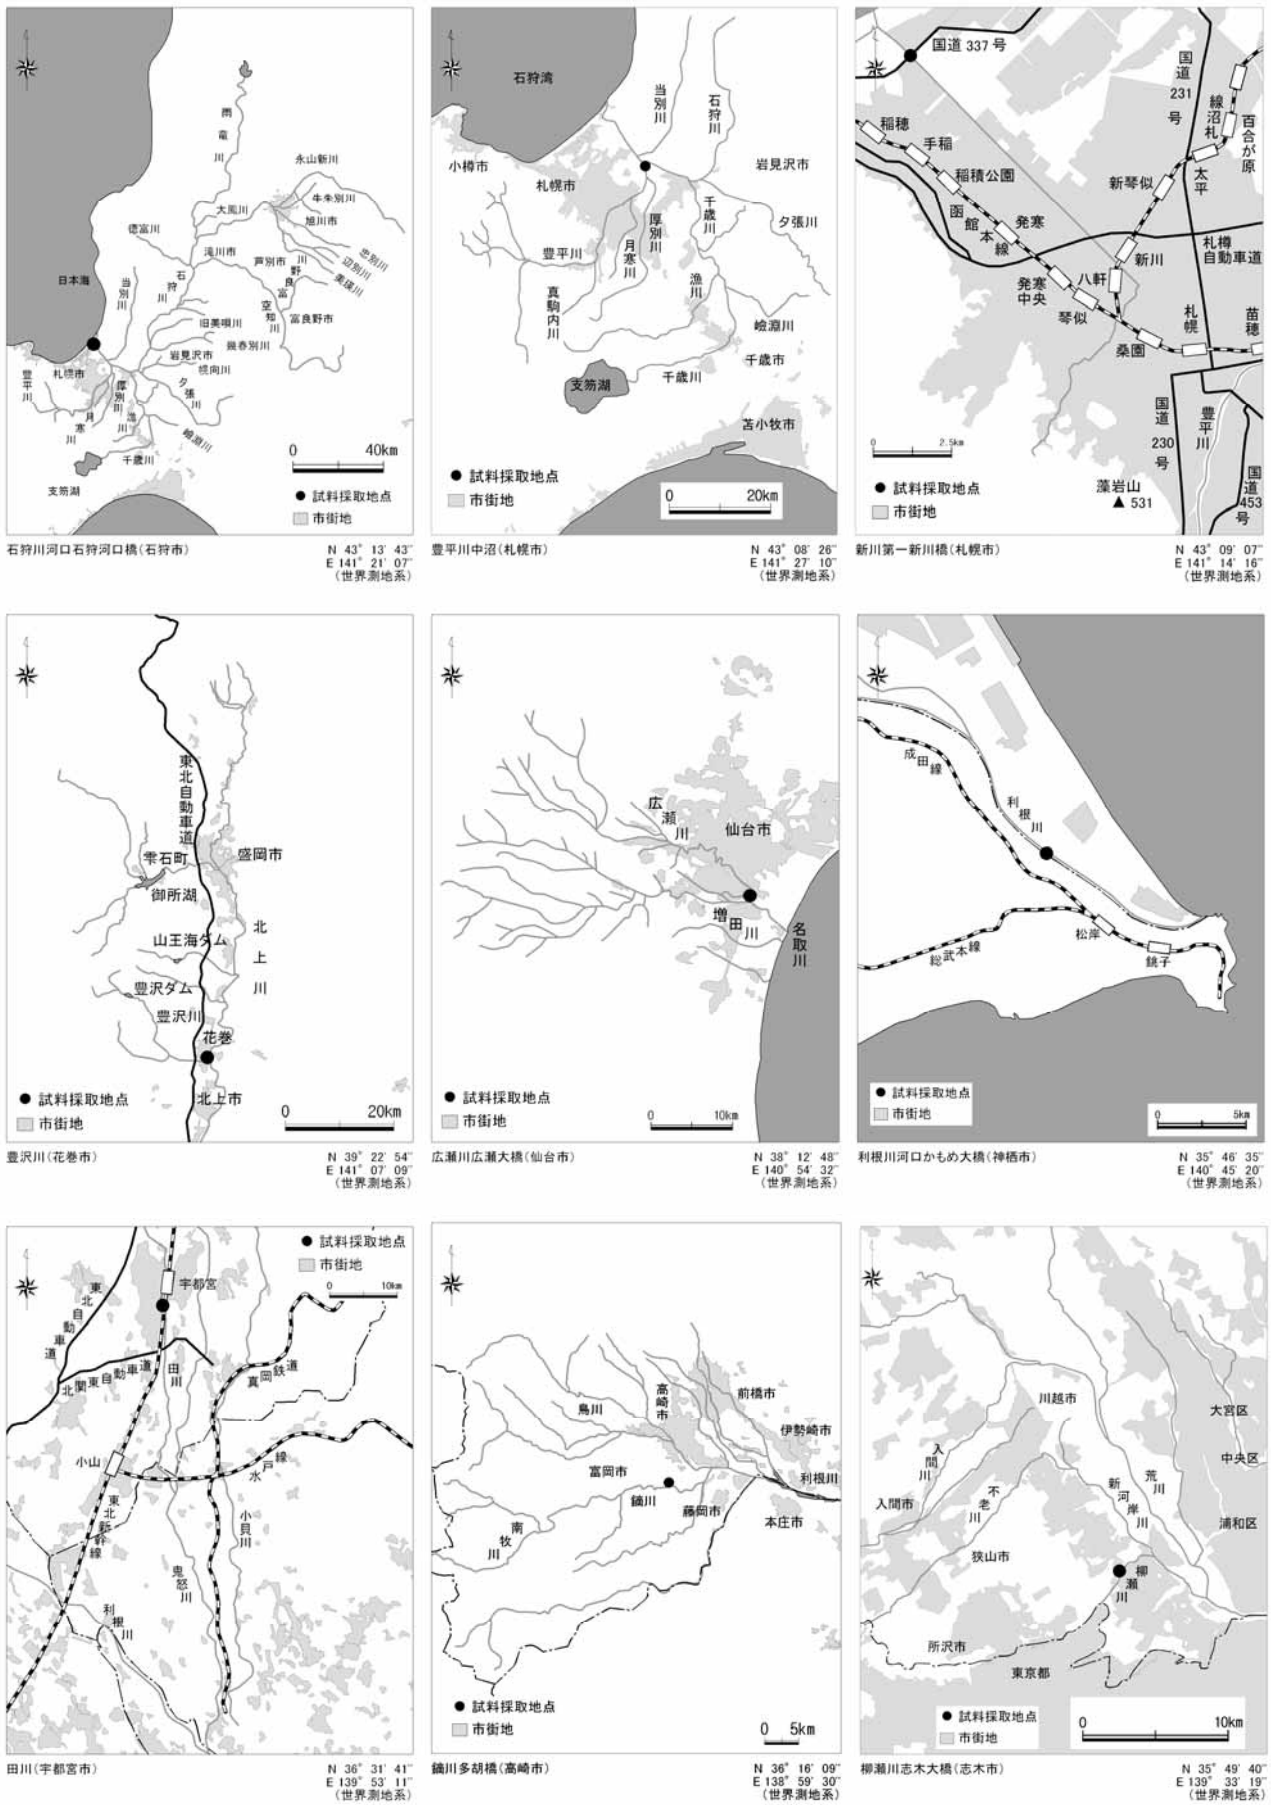 雨
竜
川
永山新川
牛朱別川
旭川市
忠別川
辺別川
美瑛川
大鳳川
徳富川
滝川市
芦別市
日本海
当
別
川
石
狩
川
野
良
富
川
空
知
川
富良野市
旧美唄川
幾春別川
岩見沢市
幌向川
夕
張
川
豊
平
川
札幌市
厚
別
川
月
寒
川
漁
川
嶮淵川
千歳川
支笏湖
0 40km
試料採取地点
市街地
石狩川河口石狩河口橋(石狩市)
N 43° 13′ 43″
E 141° 21′ 07″
(世界測地系)
石狩湾
当
別
川
石
狩
川
小樽市
札幌市
岩見沢市
豊平川
月
寒
川
厚
別
川
千
歳
川
夕張川
真
駒
内
川
漁
川
嶮淵川
千歳市
支笏湖
千歳川
苫小牧市
試料採取地点
市街地
0 20km
豊平川中沼(札幌市)
N 43° 08′ 26″
E 141° 27′ 10″
(世界測地系)
国道 337 号
国
道
231
号
線
沼
札
百
合
が
原
稲穂
手稲
稲積公園
函
館
本
線
発寒
新琴似
太
平
新川
札樽
自動車道
発寒
中央
八軒
琴似
札
幌
苗
穂
桑園
0 2.5km
国
道
230
号
豊
平
川
国
道
453
号
藻岩山
▲ 531
試料採取地点
市街地
新川第一新川橋(札幌市)
N 43° 09′ 07″
E 141° 14′ 16″
(世界測地系)
東
北
自
動
車
道
雫石町
盛岡市
御所湖
北
上
川
山王海ダム
豊沢ダム
豊沢川
花巻
北上市
試料採取地点
市街地
0 20km
豊沢川(花巻市)
N 39° 22′ 54″
E 141° 07′ 09″
(世界測地系)
広
瀬
川
仙台市
増
田
川
名
取
川
試料採取地点
市街地
0 10km
広瀬川広瀬大橋(仙台市)
N 38° 12′ 48″
E 140° 54′ 32″
(世界測地系)
成
田
線
利
根
川
総
武
本
線
松岸
銚子
試料採取地点
市街地
0 5km
利根川河口かもめ大橋(神栖市)
N 35° 46′ 35″
E 140° 45′ 20″
(世界測地系)
試料採取地点
市街地
0 10km
宇都宮
東
北
自
動
車
道
北
関
東
自
動
車
道
田
川
真
岡
鉄
道
小山
水
戸
線
東
北
新
幹
線
小
貝
川
鬼
怒
川
利
根
川
田川(宇都宮市)
N 36° 31′ 41″
E 139° 53′ 11″
(世界測地系)
高
崎
市
前橋市
烏川
伊勢崎市
富岡市
利根川
鏑川
藤岡市
本庄市
南
牧
川
試料採取地点
市街地
0 5km
鏑川多胡橋(高崎市)
N 36° 16′ 09″
E 138° 59′ 30″
(世界測地系)
川越市
大宮区
中央区
浦和区
入
間
川
入間市
不
老
川
新
河
岸
川
荒
川
狭山市
柳
瀬
川
所沢市
東京都
試料採取地点
市街地
0 10km
柳瀬川志木大橋(志木市)
N 35° 49′ 40″
E 139° 33′ 19″
(世界測地系)